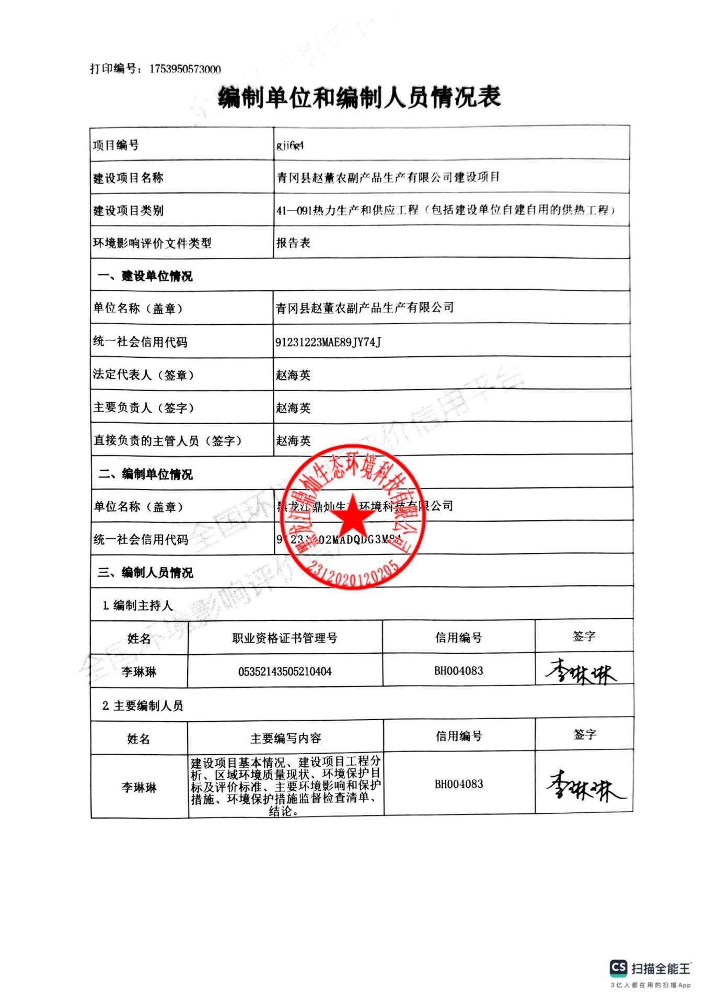 打印编号：1753950573000
编制单位和编制人员情况表
项目编号 gji6g4
建设项目名称 青冈县赵董农副产品生产有限公司建设项目
建设项目类别 41—091热力生产和供应工程（包括建设单位自建自用的供热工程）
环境影响评价文件类型 报告表
一、建设单位情况
单位名称（盖章） 青冈县赵董农副产品生产有限公司
统一社会信用代码 91231223MAE89JY74J
法定代表人（签章） 赵海英
主要负责人（签字） 赵海英
直接负责的主管人员（签字） 赵海英
二、编制单位情况
单位名称（盖章） 黑龙江鼎灿生态环境科技有限公司
统一社会信用代码
黑龙江鼎灿生态环境科技有限公司
2312020120205
三、编制人员情况
1.编制主持人
姓名 职业资格证书管理号 信用编号 签字
李琳琳 05352143505210404 BH004083 李琳琳
2.主要编制人员
姓名 主要编写内容 信用编号 签字
建设项目基本情况、建设项目工程分
析、区域环境质量现状、环境保护目
李琳琳 标及评价标准、主要环境影响和保护 BH004083 李琳琳
措施、环境保护措施监督检查清单、
结论。
全国环境影响评价信用平台
CS 扫描全能王
3亿人都在用的扫描App